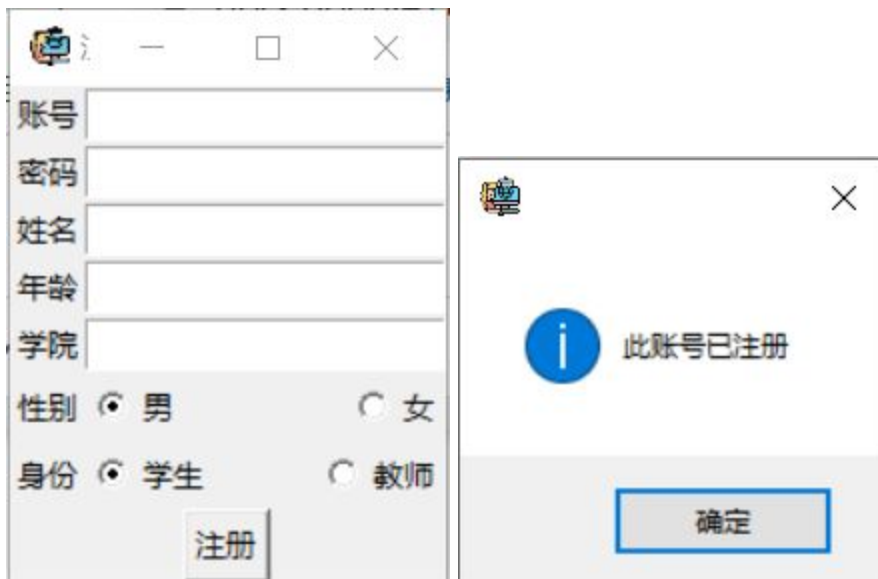 账号
密码
姓名
年龄
学院
性别 男 女
身份 学生 教师
注册
此账号已注册
确定